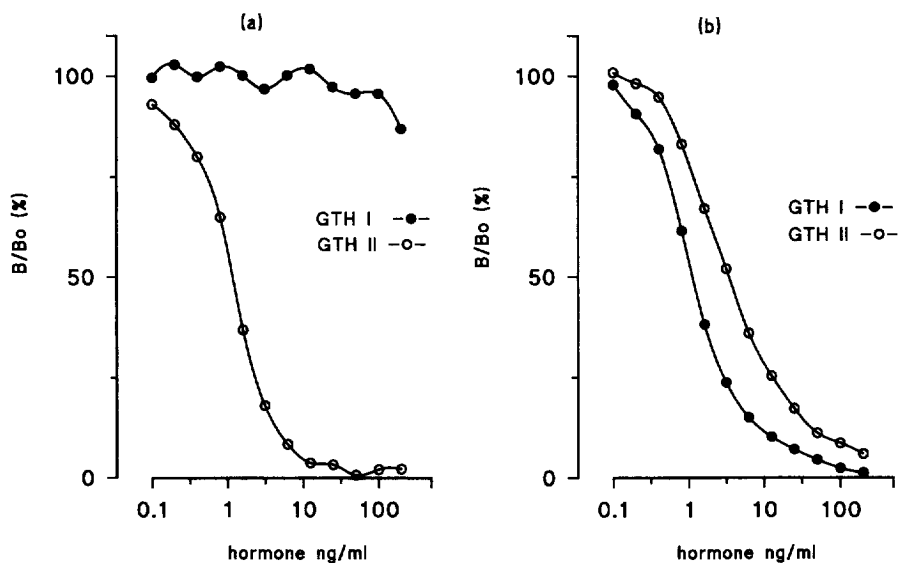 (a)
100
50
0
B/Bo (%)
GTH I
GTH II
0.1 1 10 100
hormone ng/ml
(b)
100
50
0
B/Bo (%)
GTH I
GTH II
0.1 1 10 100
hormone ng/ml